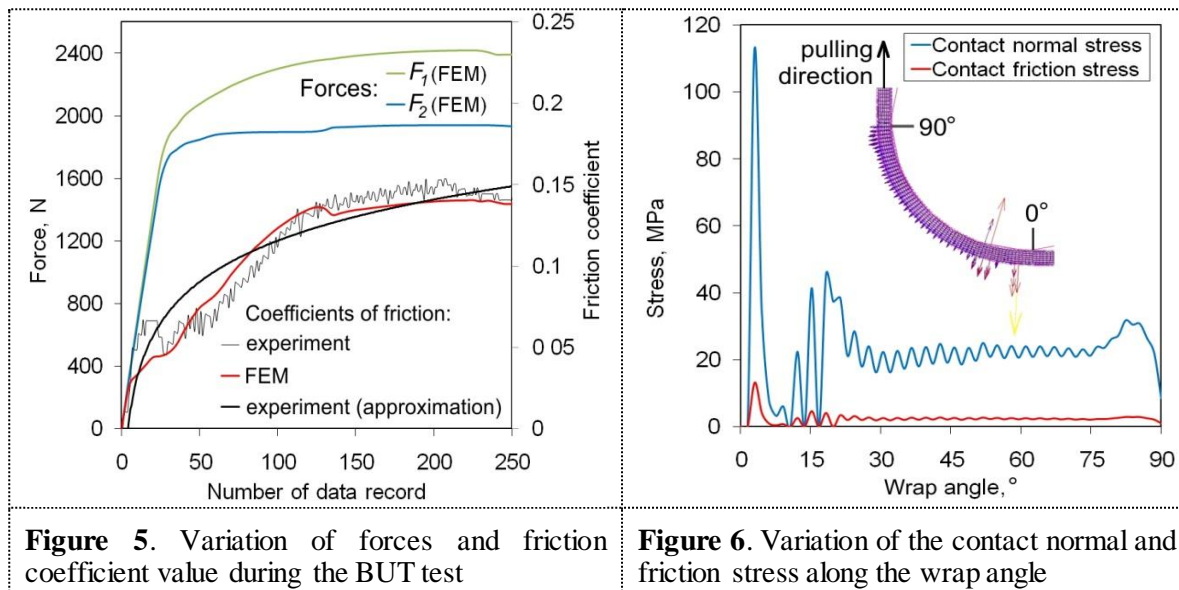 2400
2000
1600
1200
800
400
0
Force, N
0.25
0.2
0.15
0.1
0 05
0
Friction coefficient
Forces:
F1 (FEM)
F2 (FEM)
Coefficients of friction:
experiment
FEM
experiment (approximation)
0 50 100 150 200 250
Number of data record
Figure 5. Variation of forces and friction
coefficient value during the BUT test
120
100
80
60
40
20
0
Stress, MPa
pulling
direction
Contact normal stress
Contact friction stress
90°
0°
0 15 30 45 60 75 90
Wrap angle,°
Figure 6. Variation of the contact normal and
friction stress along the wrap angle